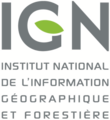 IGN
INSTITUT NATIONAL
DE L'INFORMATION
GÉOGRAPHIQUE
ET FORESTIÈRE